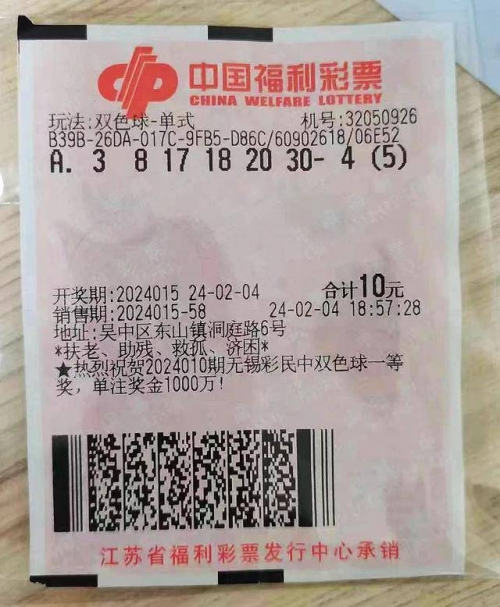 中国福利彩票
CHINA WELFARE LOTTERY
玩法:双色球-单式 机号:32050926
B39B-26DA-017C-9FB5-D86C/60902618/06E52
A. 3 8 17 18 20 30- 4 (5)
开奖期:2024015 24-02-04 合计10元
销售期:2024015-58 24-02-04 18:57:28
地址:吴中区东山镇洞庭路6号
*扶老、助残、救孤、济困*
★热烈祝贺2024010期无锡彩民中双色球一等
奖，单注奖金1000万!
江苏省福利彩票发行中心承销